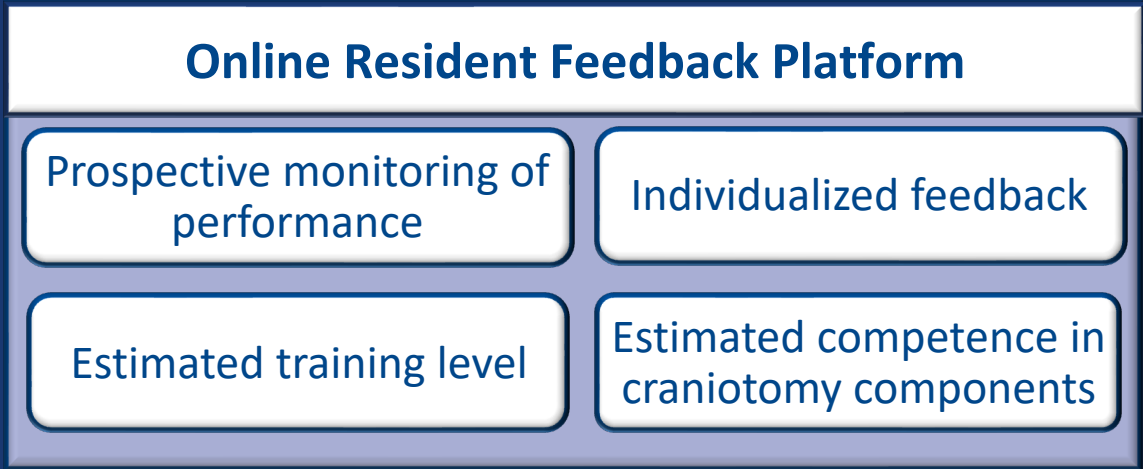 Online Resident Feedback Platform
Prospective monitoring of
performance
Individualized feedback
Estimated training level
Estimated competence in
craniotomy components